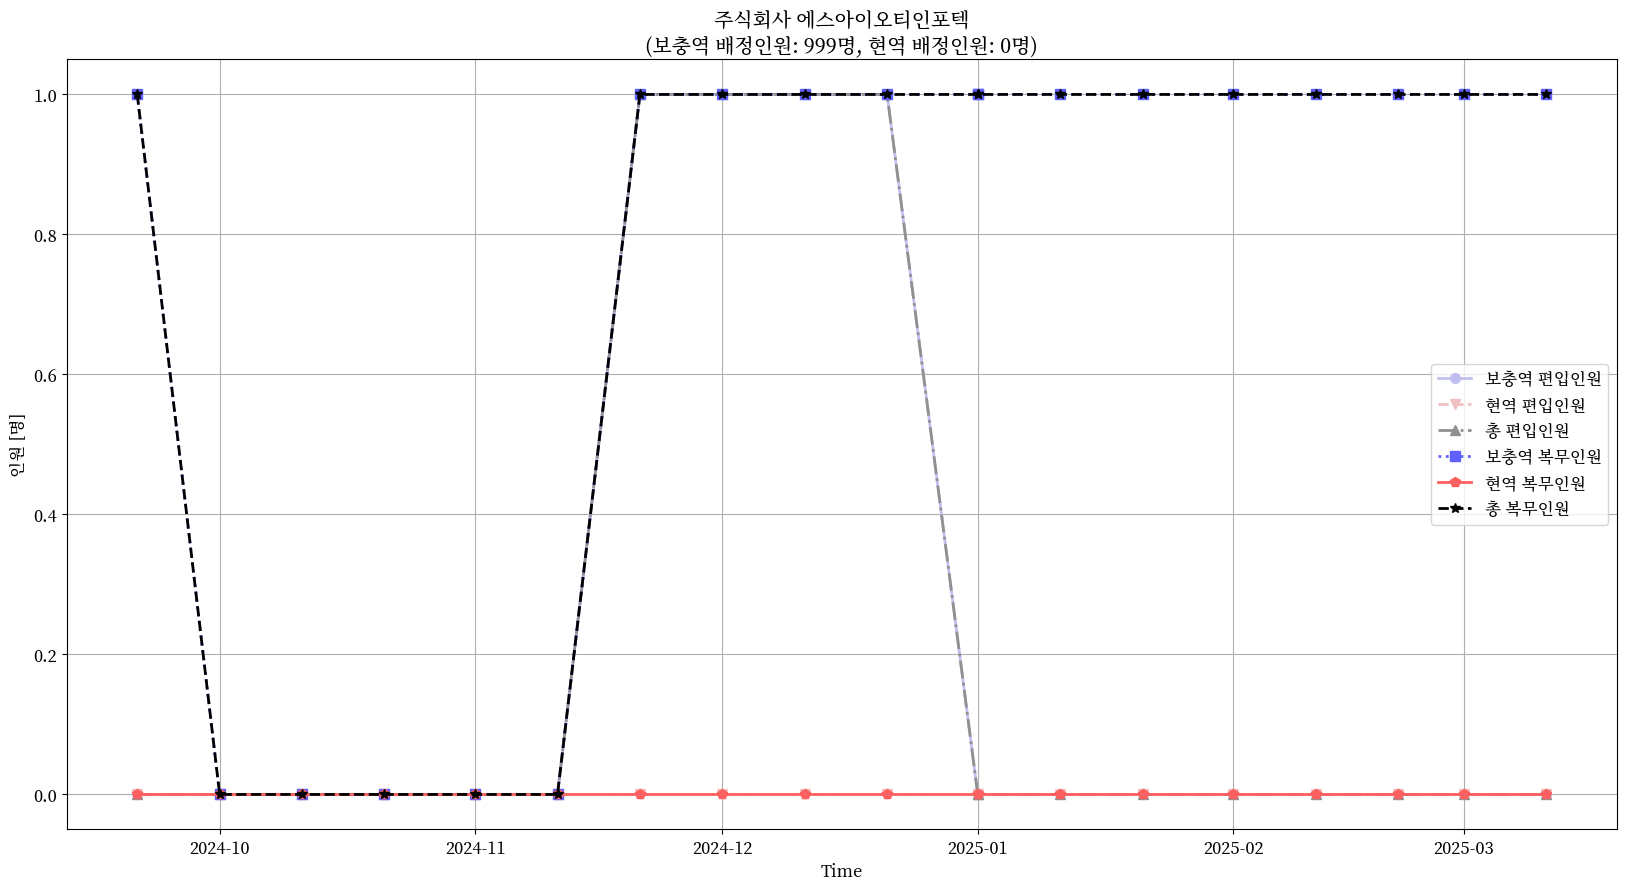 주식회사 에스아이오티인포텍
(보충역 배정인원: 999명, 현역 배정인원: 0명)
1.0
0.8
0.6
0.4
0.2
0.0
인원 [명]
보충역 편입인원
현역 편입인원
총 편입인원
보충역 복무인원
현역 복무인원
총 복무인원
2024-10
2024-11
2024-12
2025-01
2025-02
2025-03
Time